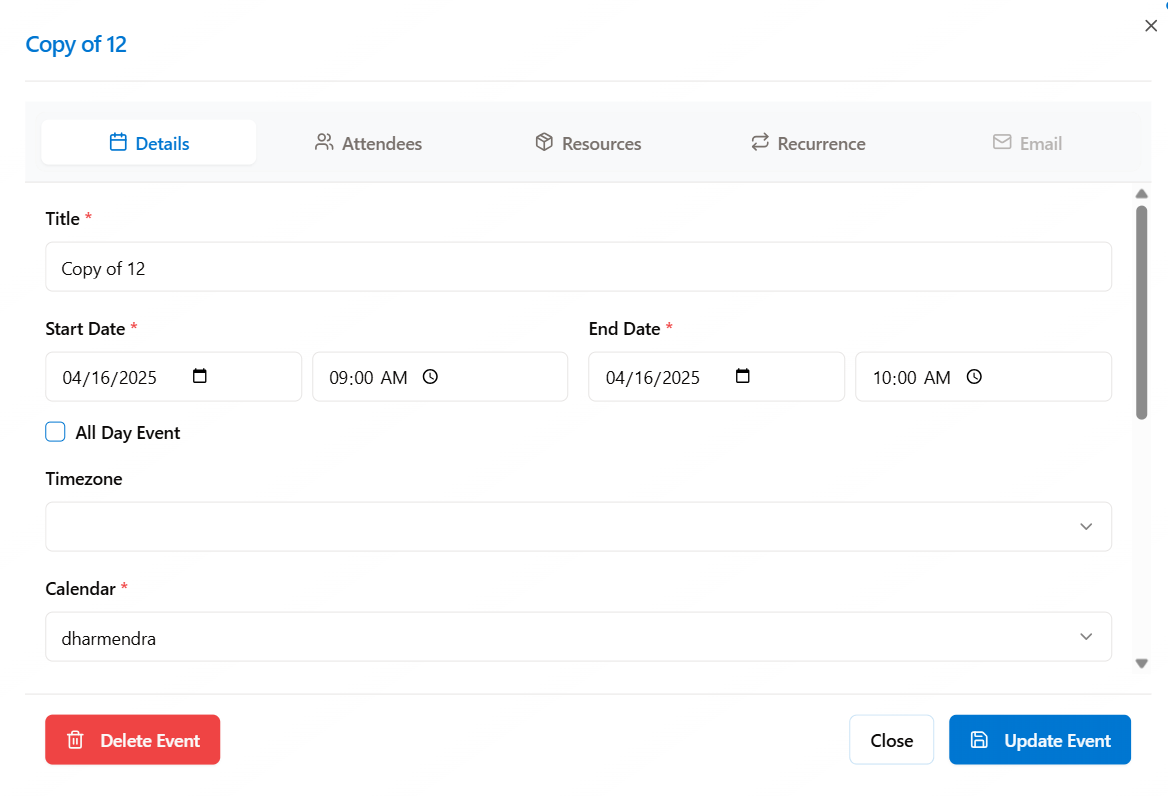 Copy of 12
Details Attendees Resources Recurrence Email
Title *
Copy of 12
Start Date * End Date *
04/16/2025 09:00 AM 04/16/2025 10:00 AM
All Day Event
Timezone
Calendar *
dharmendra
Delete Event Close Update Event